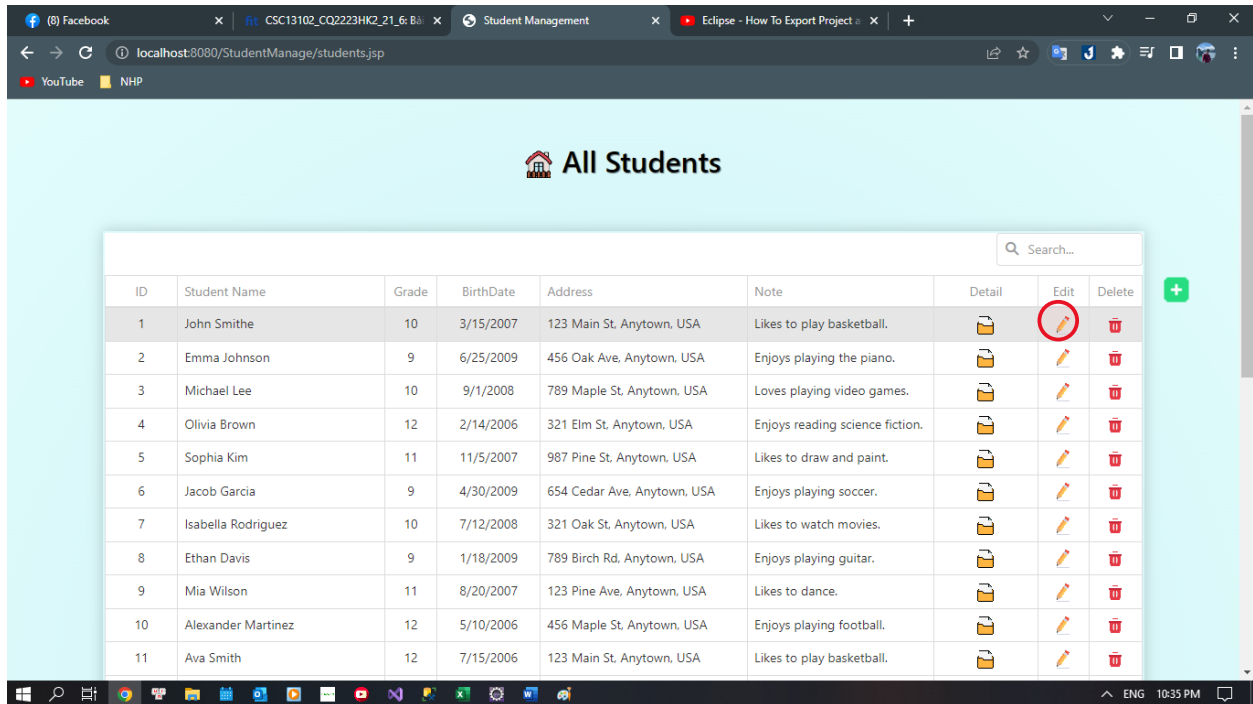 (8) Facebook
fit CSC13102_CQ2223HK2_21_6: Bài
Student Management
Eclipse - How To Export Project a
localhost:8080/StudentManage/students.jsp
YouTube NHP
All Students
Search...
ID Student Name Grade BirthDate Address Note Detail Edit Delete
1 John Smithe 10 3/15/2007 123 Main St, Anytown, USA Likes to play basketball.
2 Emma Johnson 9 6/25/2009 456 Oak Ave, Anytown, USA Enjoys playing the piano.
3 Michael Lee 10 9/1/2008 789 Maple St, Anytown, USA Loves playing video games.
4 Olivia Brown 12 2/14/2006 321 Elm St, Anytown, USA Enjoys reading science fiction.
5 Sophia Kim 11 11/5/2007 987 Pine St, Anytown, USA Likes to draw and paint.
6 Jacob Garcia 9 4/30/2009 654 Cedar Ave, Anytown, USA Enjoys playing soccer.
7 Isabella Rodriguez 10 7/12/2008 321 Oak St, Anytown, USA Likes to watch movies.
8 Ethan Davis 9 1/18/2009 789 Birch Rd, Anytown, USA Enjoys playing guitar.
9 Mia Wilson 11 8/20/2007 123 Pine Ave, Anytown, USA Likes to dance.
10 Alexander Martinez 12 5/10/2006 456 Maple St, Anytown, USA Enjoys playing football.
11 Ava Smith 12 7/15/2006 123 Main St, Anytown, USA Likes to play basketball.
ENG 10:35 PM